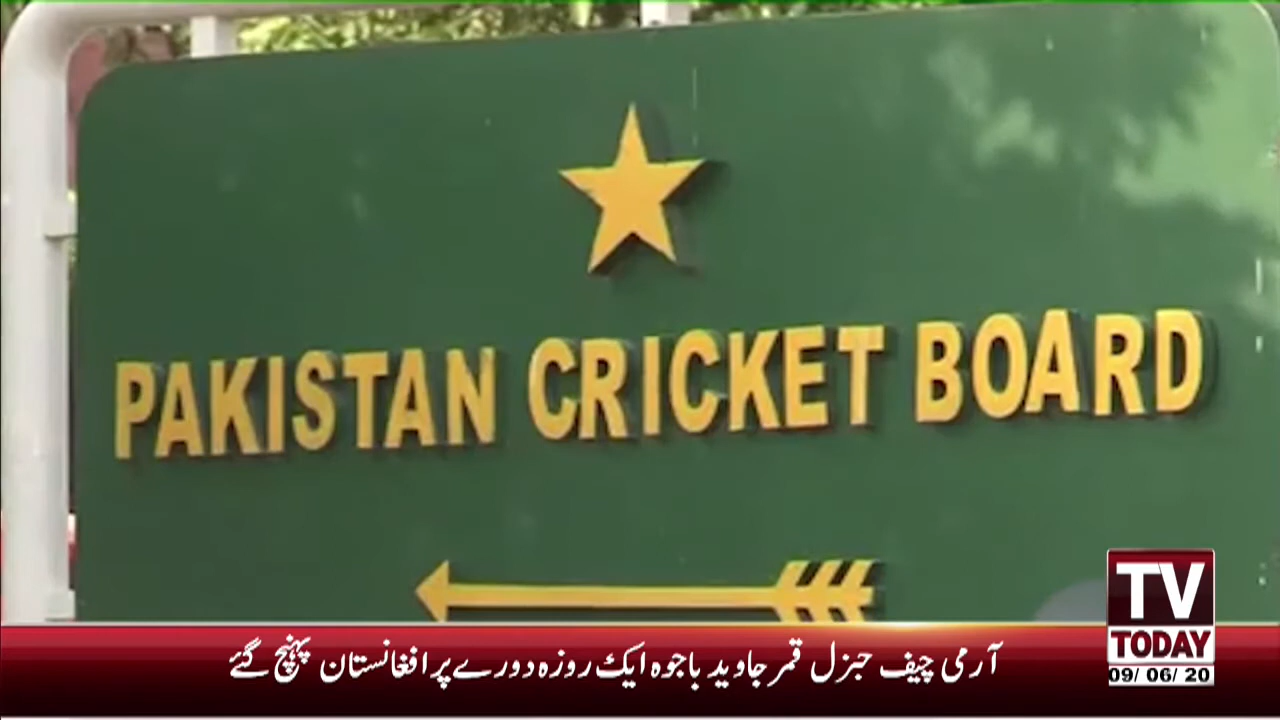 PAKISTAN CRICKET BOARD
TV
TODAY
09/ 06/ 20
آرمی چیف جنرل قمر جاوید باجوہ ایک روزہ دورے پر افغانستان پہنچ گئے